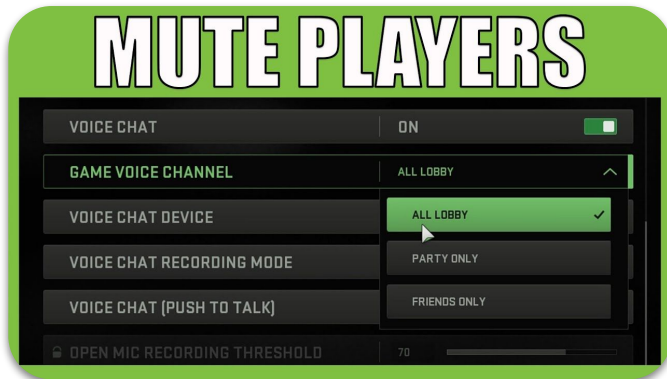 MUTE PLAYERS
VOICE CHAT ON
GAME VOICE CHANNEL ALL LOBBY
VOICE CHAT DEVICE ALL LOBBY
VOICE CHAT RECORDING MODE PARTY ONLY
VOICE CHAT (PUSH TO TALK) FRIENDS ONLY
OPEN MIC RECORDING THRESHOLD 70